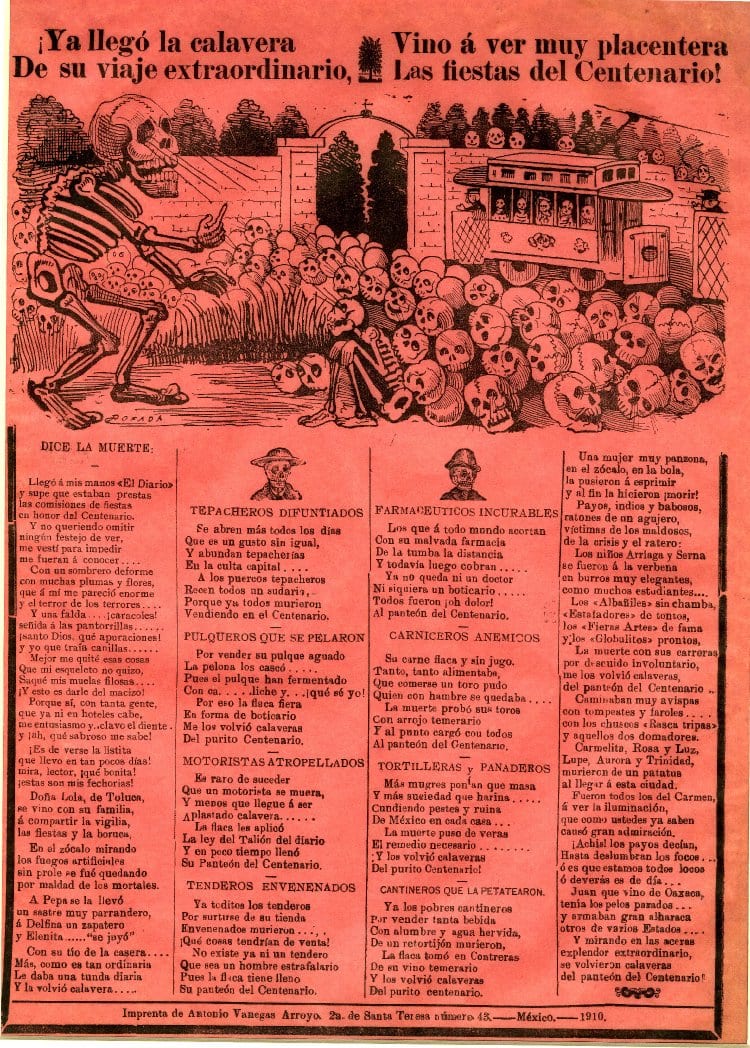 ¡Ya llegó la calavera
De su viaje extraordinario,
Vino á ver muy placentera
Las fiestas del Centenario!
POSADA
DICE LA MUERTE:
Llegó á mis manos «El Diario»
y supe que estaban prestas
las comisiones de fiestas
en honor del Centenario.
Y no queriendo omitir
ningún festejo de ver,
me vestí para impedir
me fueran á conocer....
Con un sombrero deforme
con muchas plumas y flores,
que á mí me pareció enorme
y el terror de los terrores....
Y una falda....¡caracoles!
señida á las pantorrillas....
¡santo Dios, qué apuraciones!
y yo que traía canillas......
Mejor me quité esas cosas
Que mi esqueleto no quizo,
Saqué mis muelas filosas....
¡Y esto es darle del macizo!
Porque sí, con tanta gente,
que ya ni en hoteles cabe,
me entusiasmo y..clavo el diente.
y ¡ah, qué sabroso me sabe!
¡Es de verse la listita
que llevo en tan pocos días!
mira, lector, ¡qué bonita!
¡estas son mis fechorías!
Doña Lola, de Toluca,
se vino con su familia,
á compartir la vigilia,
las fiestas y la boruca.
En el zócalo mirando
los fuegos artificiales
sin prole se fué quedando
por maldad de los mortales.
A Pepa se la llevó
un sastre muy parrandero,
á Delfina un zapatero
y Elenita ......"se juyó"
Con su tío de la casera....
Más, como es tan ordinaria
Le daba una tunda diaria
Y la volvió calavera....
TEPACHEROS DIFUNTIADOS
Se abren más todos los días
Que es un gusto sin igual,
Y abundan tepacherías
En la culta capital ....
A los puercos tepacheros
Recen todos un sudario,
Porque ya todos murieron
Vendiendo en el Centenario.
PULQUEROS QUE SE PELARON
Por vender su pulque aguado
La pelona los cascó .....
Pues el pulque han fermentado
Con ca.....liche y...¡qué sé yo!
Por eso la flaca fiera
En forma de boticario
Me los volvió calaveras
Del purito Centenario.
MOTORISTAS ATROPELLADOS
Es raro de suceder
Que un motorista se muera,
Y menos que llegue á ser
Aplastado calavera......
La flaca les aplicó
La ley del Talión del diario
Y en poco tiempo llenó
Su Panteón del Centenario.
TENDEROS ENVENENADOS
Ya toditos los tenderos
Por surtirse de su tienda
Envenenados murieron.....
¡Qué cosas tendrían de venta!
No existe ya ni un tendero
Que sea un hombre estrafalario
Pues la flaca tiene lleno
Su panteón del Centenario.
FARMACEUTICOS INCURABLES
Los que á todo mondo acortan
Con su malvada farmacia
De la tumba la distancia
Y todavía luego cobran .....
Ya no queda ni un doctor
Ni siquiera un boticario.....
Todos fueron ¡oh dolor!
Al panteón del Centenario.
CARNICEROS ANEMICOS
Su carne flaca y sin jugo.
Tanto, tanto alimentaba,
Que comerse un toro pudo
Quien con hambre se quedaba....
La muerte probó sus toros
Con arrojo temerario
Y al punto cargó con todos
Al panteón del Centenario.
TORTILLERAS y PANADEROS
Más mugres ponían que masa
Y más suciedad que harina.....
Cundiendo pestes y ruina
De México en cada casa...
La muerte puso de veras
El remedio necesario ........
¡Y los volvió calaveras
Del purito Centenario!
CANTINEROS QUE LA PETATEARON.
Ya los pobres cantineros
Por vender tanta bebida
Con alumbre y agua hervida,
De un retortijón murieron,
La flaca tomó en Contreras
De su vino temerario
Y los volvió calaveras
Del purito centenario.
Una mujer muy panzona,
en el zócalo, en la bola,
la pusieron á esprimir
y al fin la hicieron ¡morir!
Payos, indios y babosos,
ratones de un agujero,
víctimas de los maldosos,
de la crisis y el ratero:
Los niños Arriaga y Serna
se fueron á la verbena
en burros muy elegantes,
como muchos estudiantes....
Los «Albañiles» sin chamba,
«Estafadores» de tontos,
los «Fieras Artes» de fama
y los «Globulitos» prontos,
La muerte con sus carreras
por descuido involuntario,
me los volvió calaveras,
del panteón del Centenario ..
Caminaban muy avispas
con tompeates y faroles....
con los chuscos «Rasca tripas»
y aquellos dos domadores.
Carmelita, Rosa y Luz,
Lupe, Aurora y Trinidad,
murieron de un patatus
al llegar á esta ciudad.
Fueron todos los del Carmen,
á ver la iluminación,
que como ustedes ya saben
causó gran admiración.
¡Achis! los payos decían,
Hasta deslumbran los focos...
ó es que estamos todos locos
ó deverás es de día...
Juan que vino de Oaxaca,
tenía los pelos parados...
y armaban gran alharaca
otros de varios Estados ....
Y mirando en las aceras
explendor extraordinario,
se volvieron calaveras
del panteón del Centenario!
Imprenta de Antonio Vanegas Arroyo. 2a. de Santa Teresa número 43.—México.—1910.